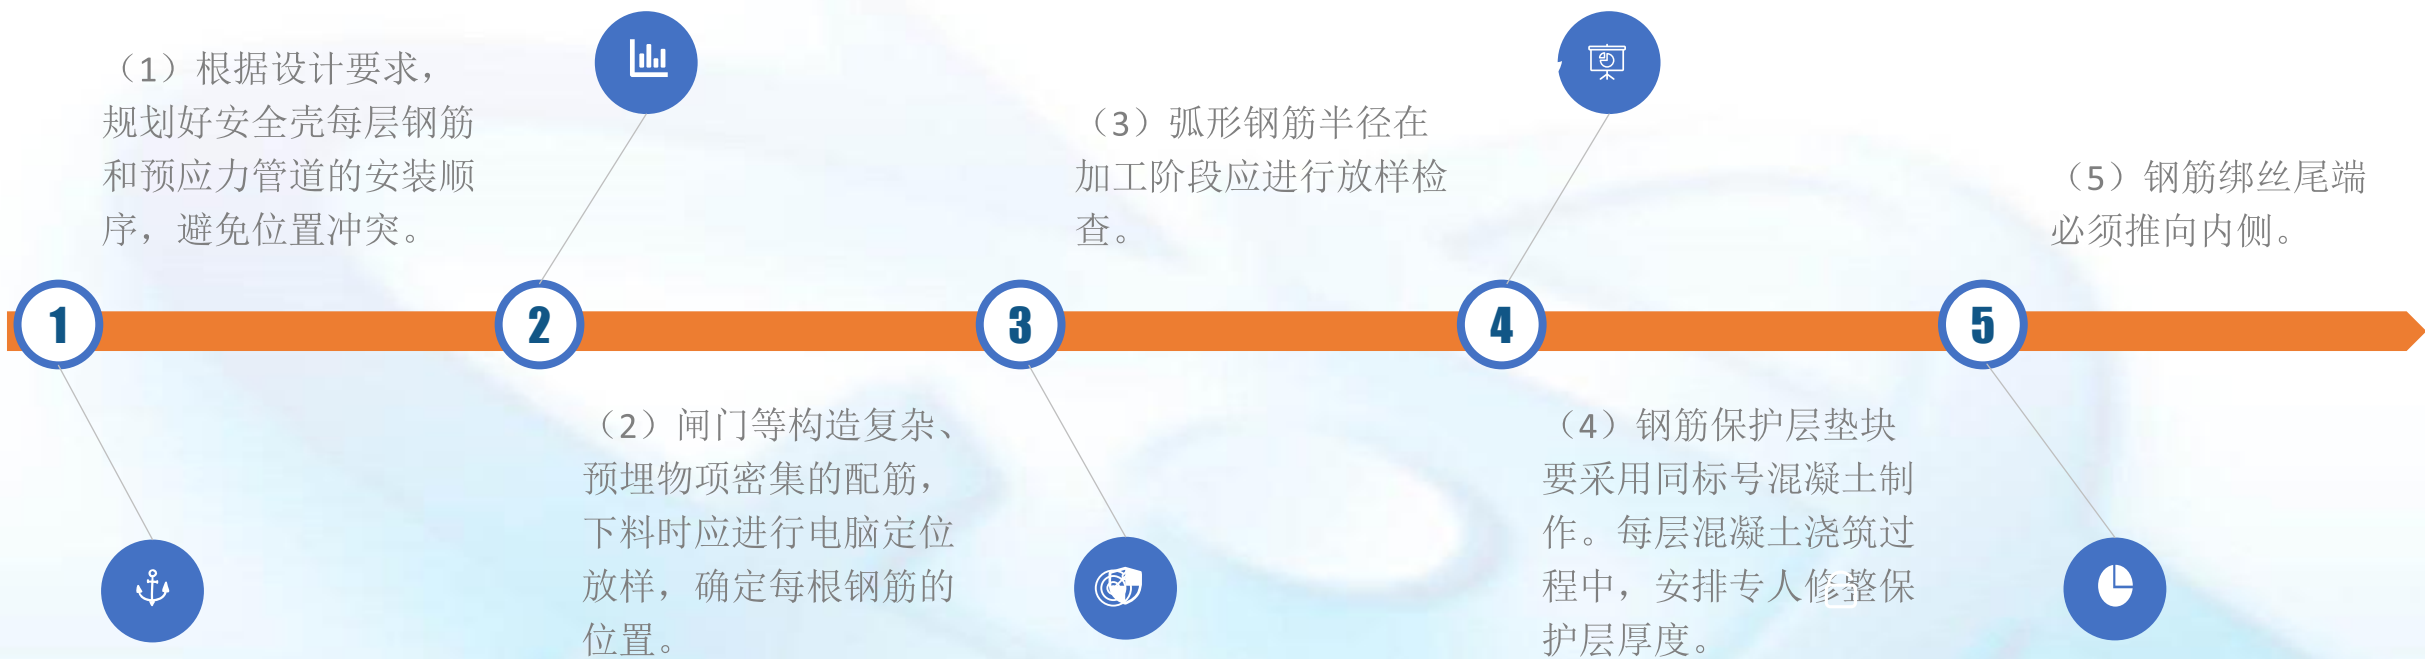 （1）根据设计要求，
规划好安全壳每层钢筋
和预应力管道的安装顺
序，避免位置冲突。
（3）弧形钢筋半径在
加工阶段应进行放样检
查。
（5）钢筋绑丝尾端
必须推向内侧。
1
2
3
4
5
（2）闸门等构造复杂、
预埋物项密集的配筋，
下料时应进行电脑定位
放样，确定每根钢筋的
位置。
（4）钢筋保护层垫块
要采用同标号混凝土制
作。每层混凝土浇筑过
程中，安排专人修整保
护层厚度。